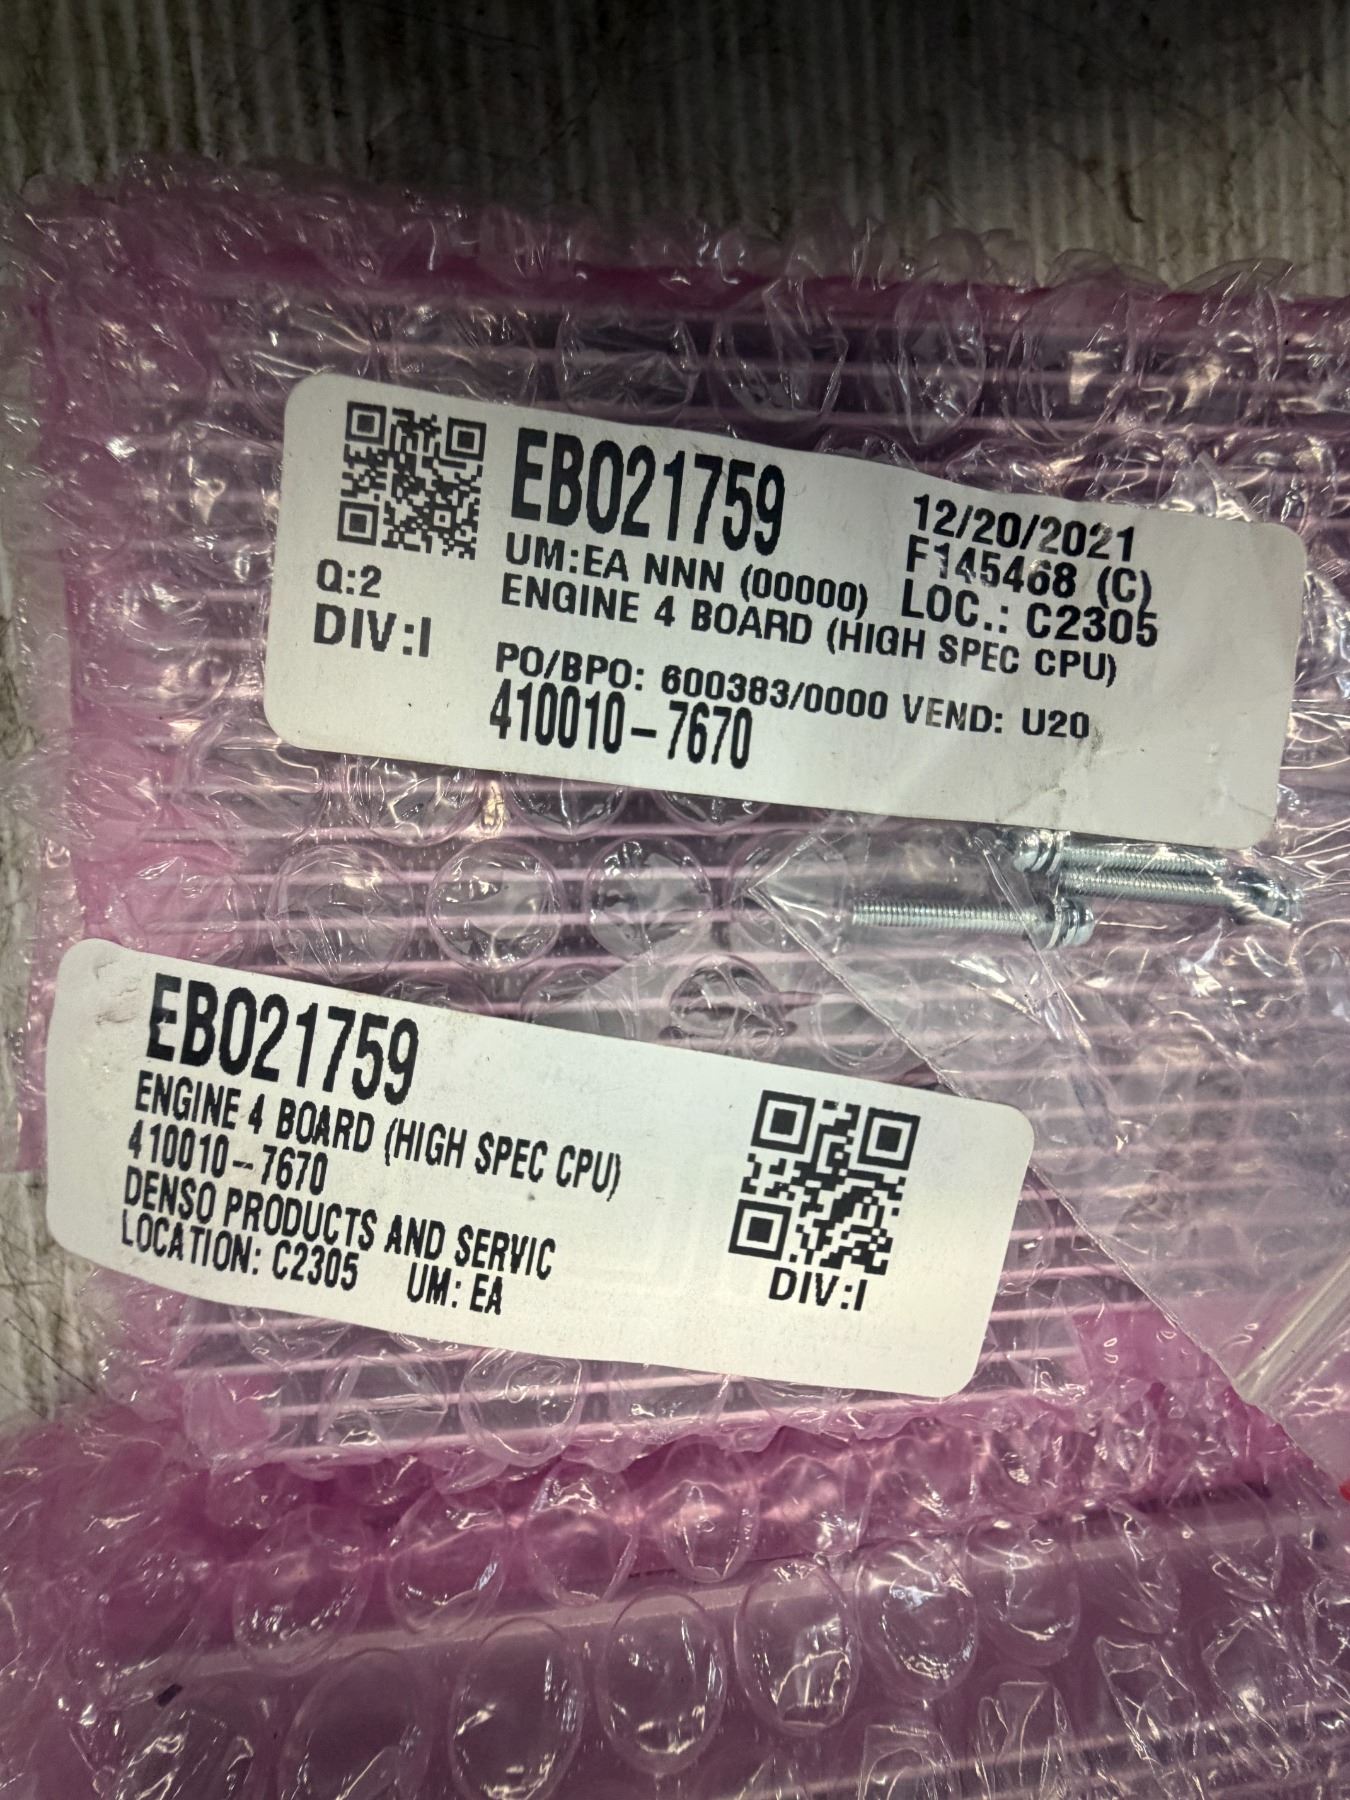 EB021759
12/20/2021
UM:EA NNN (00000)
F145468 (C)
ENGINE 4 BOARD (HIGH SPEC CPU)
LOC.: C2305
Q:2
DIV:I
PO/BPO: 600383/0000 VEND: U20
410010-7670
EB021759
ENGINE 4 BOARD (HIGH SPEC CPU)
410010-7670
DENSO PRODUCTS AND SERVIC
LOCATION: C2305 UM: EA
DIV:I